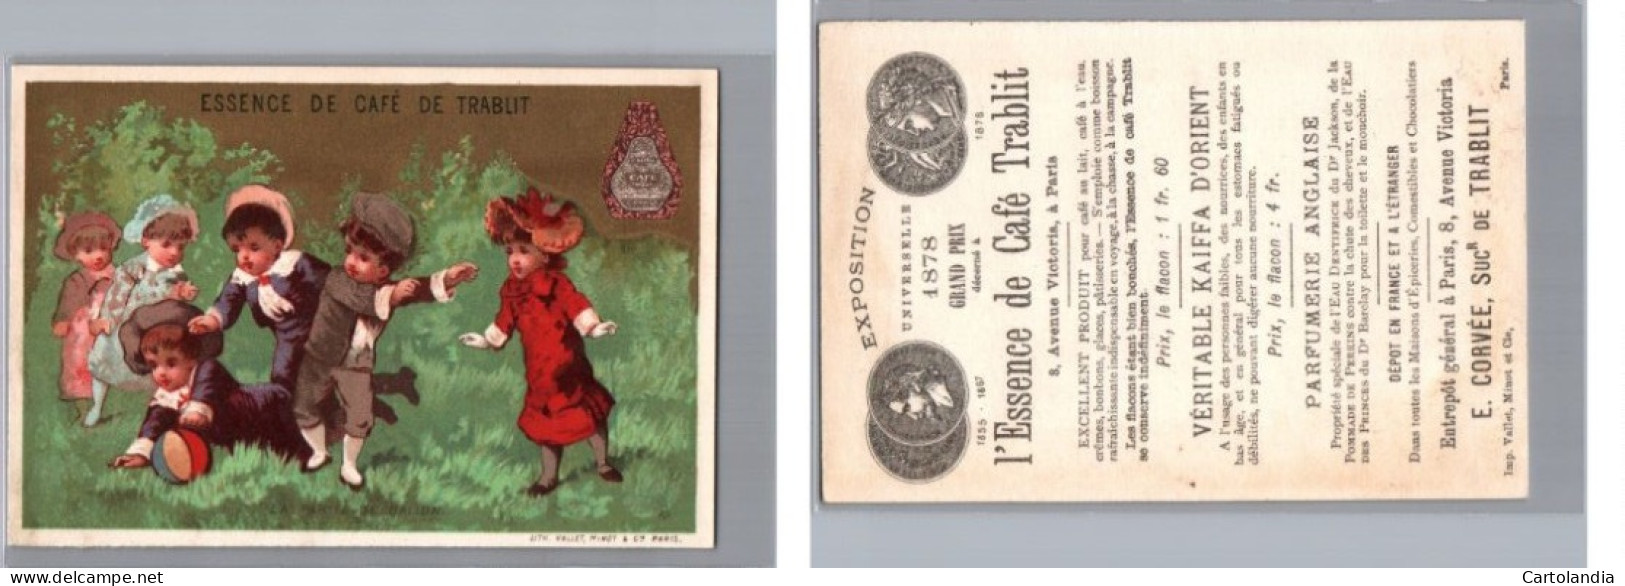 ESSENCE DE CAFÉ DE TRABLIT
CAFÉ
LITH. VALLET, MINOT & Cie PARIS.
EXPOSITION
UNIVERSELLE
1878
GRAND PRIX
décerné à
1855 - 1867
1878
l'Essence de Café Trablit
8, Avenue Victoria, à Paris
EXCELLENT PRODUIT pour café au lait, café à l'eau,
crêmes, bonbons, glaces, pâtisseries. — S'emploie comme boisson
rafraîchissante indispensable en voyage, à la chasse, à la campagne.
Les flacons étant bien bouchés, l'Essence de café Trablit
se conserve indéfiniment.
Prix, le flacon : 1 fr. 60
VÉRITABLE KAIFFA D'ORIENT
A l'usage des personnes faibles, des nourrices, des enfants en
bas âge, et en général pour tous les estomacs fatigués ou
débilités, ne pouvant digérer aucune nourriture.
Prix, le flacon : 4 fr.
PARFUMERIE ANGLAISE
Propriété spéciale de l'EAU DENTIFRICE du Dr Jackson, de la
POMMADE DE PERKINS contre la chute des cheveux, et de l'EAU
DES PRINCES du Dr Barclay pour la toilette et le mouchoir.
DÉPOT EN FRANCE ET A L'ÉTRANGER
Dans toutes les Maisons d'Épiceries, Comestibles et Chocolatiers
Entrepôt général à Paris, 8, Avenue Victoria
E. CORVÉE, SucR DE TRABLIT
Imp. Vallet, Minot et Cie, Paris.
Cartolandia